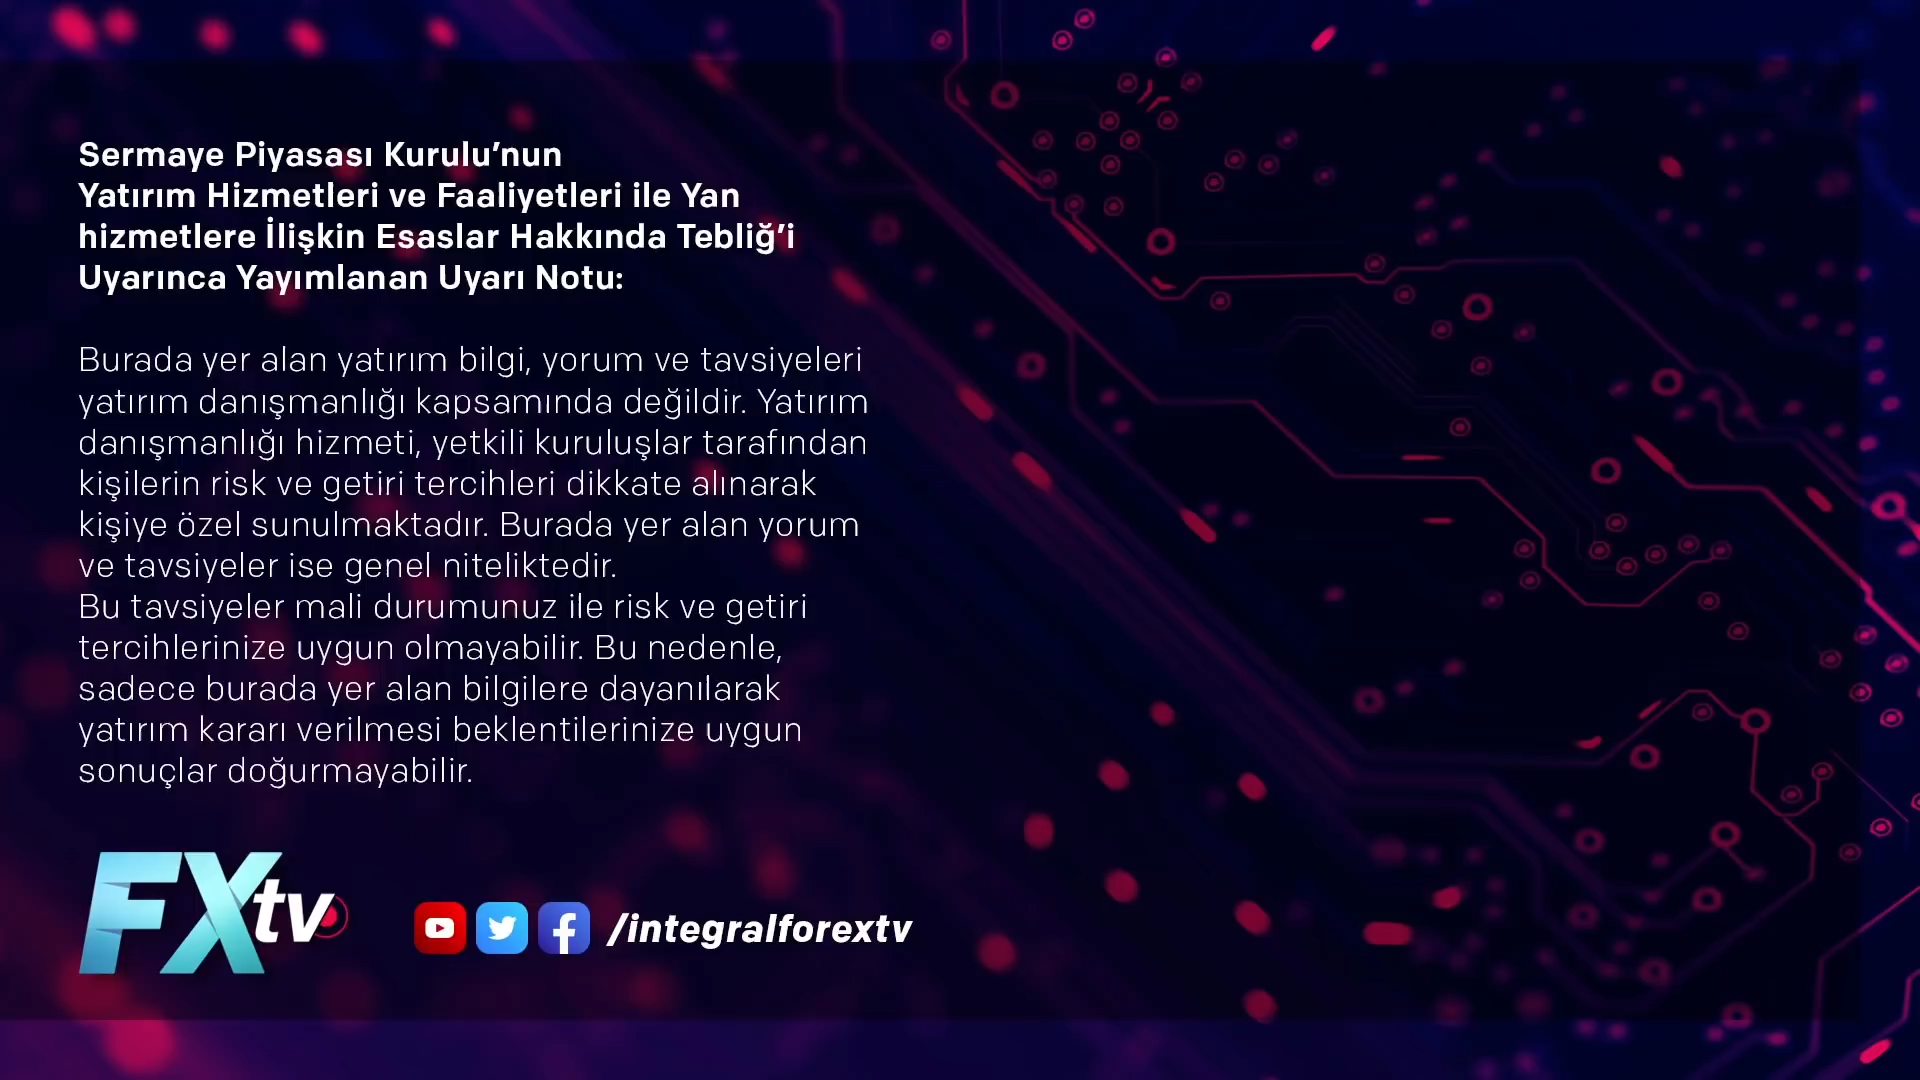 Sermaye Piyasası Kurulu’nun
Yatırım Hizmetleri ve Faaliyetleri ile Yan
hizmetlere İlişkin Esaslar Hakkında Tebliğ’i
Uyarınca Yayımlanan Uyarı Notu:
Burada yer alan yatırım bilgi, yorum ve tavsiyeleri
yatırım danışmanlığı kapsamında değildir. Yatırım
danışmanlığı hizmeti, yetkili kuruluşlar tarafından
kişilerin risk ve getiri tercihleri dikkate alınarak
kişiye özel sunulmaktadır. Burada yer alan yorum
ve tavsiyeler ise genel niteliktedir.
Bu tavsiyeler mali durumunuz ile risk ve getiri
tercihlerinize uygun olmayabilir. Bu nedenle,
sadece burada yer alan bilgilere dayanılarak
yatırım kararı verilmesi beklentilerinize uygun
sonuçlar doğurmayabilir.
FXtv
/integralforextv